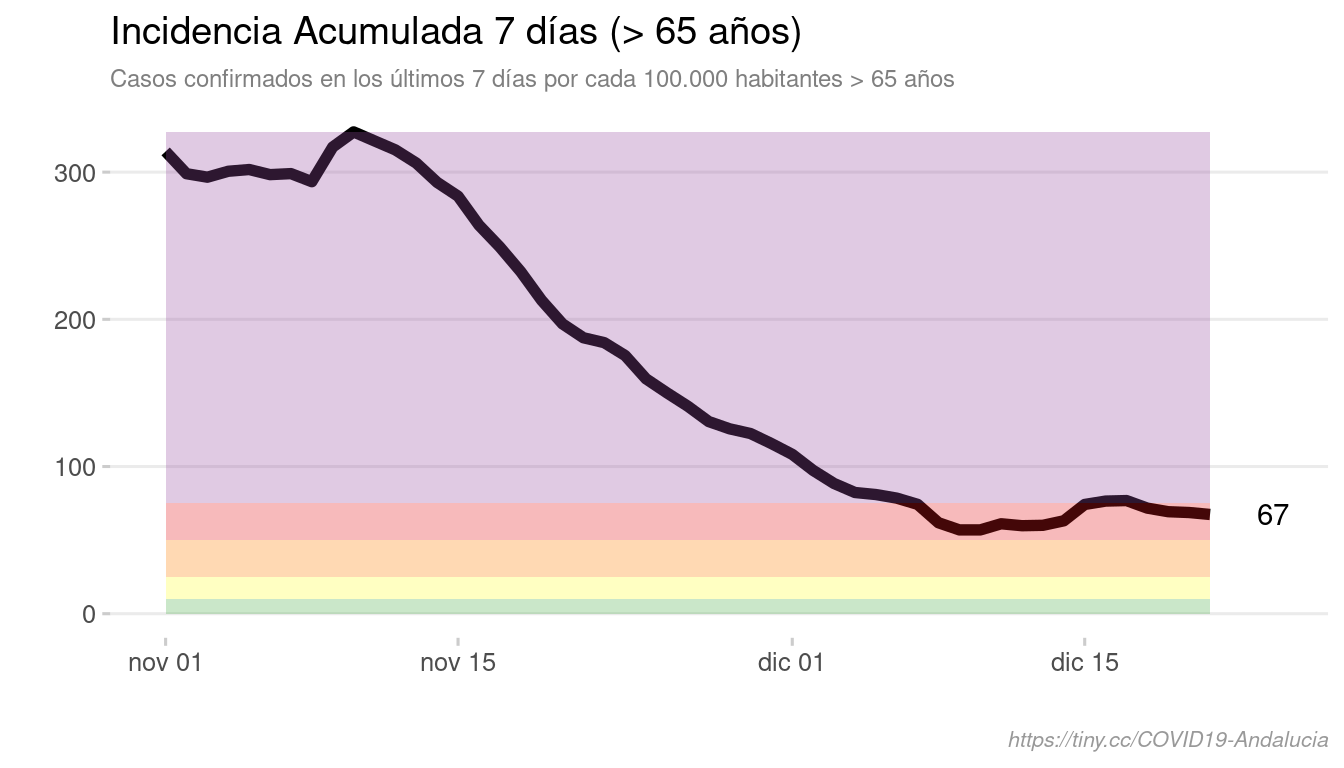 Incidencia Acumulada 7 días (> 65 años)
Casos confirmados en los últimos 7 días por cada 100.000 habitantes > 65 años
300
200
100
67
0
nov 01 nov 15 dic 01 dic 15
https://tiny.cc/COVID19-Andalucia